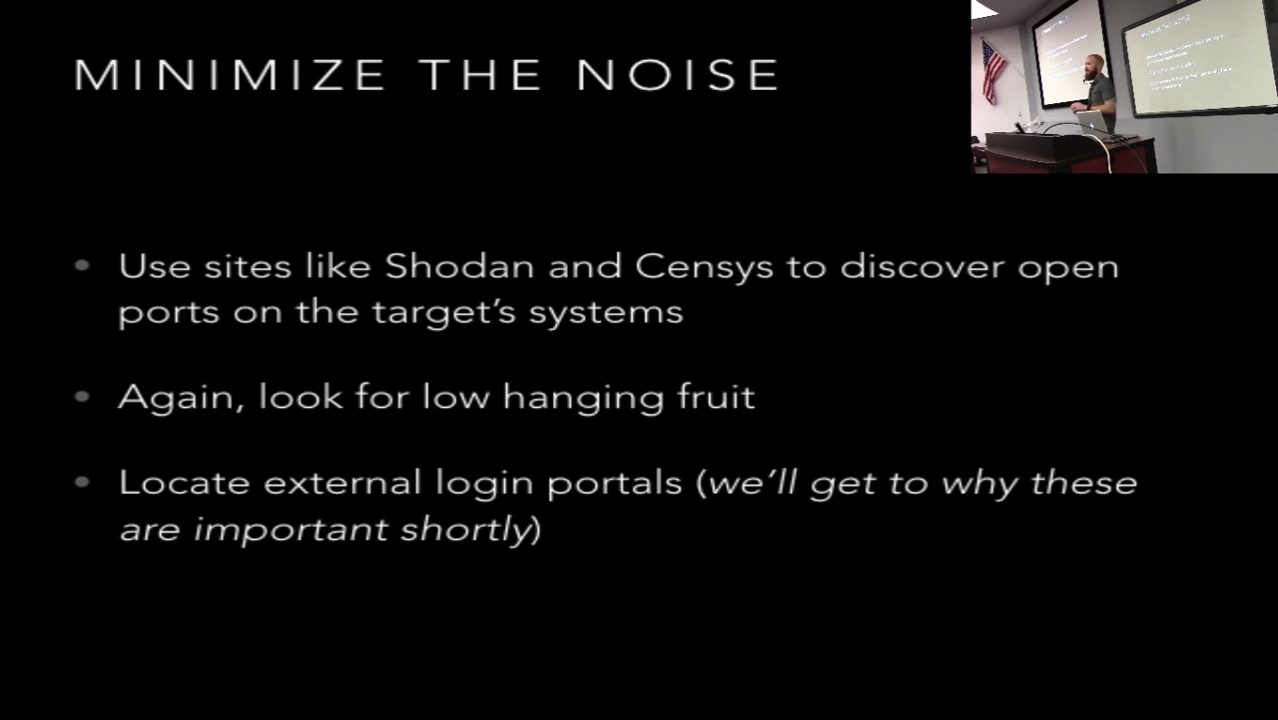 MINIMIZE THE NOISE
• Use sites like Shodan and Censys to discover open
ports on the target’s systems
• Again, look for low hanging fruit
• Locate external login portals (we’ll get to why these
are important shortly)